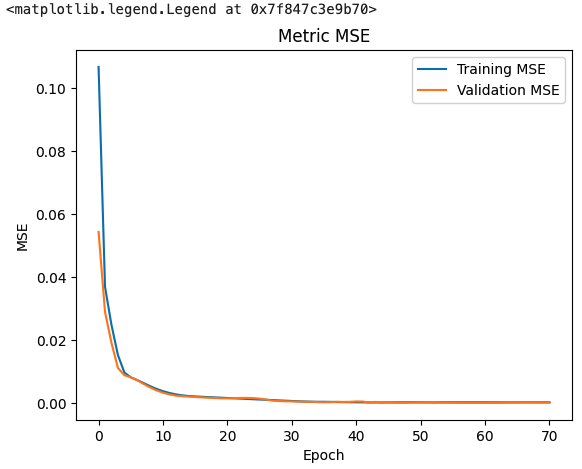 <matplotlib.legend.Legend at 0x7f847c3e9b70>
Metric MSE
Training MSE
Validation MSE
0.10
0.08
0.06
0.04
0.02
0.00
MSE
0 10 20 30 40 50 60 70
Epoch